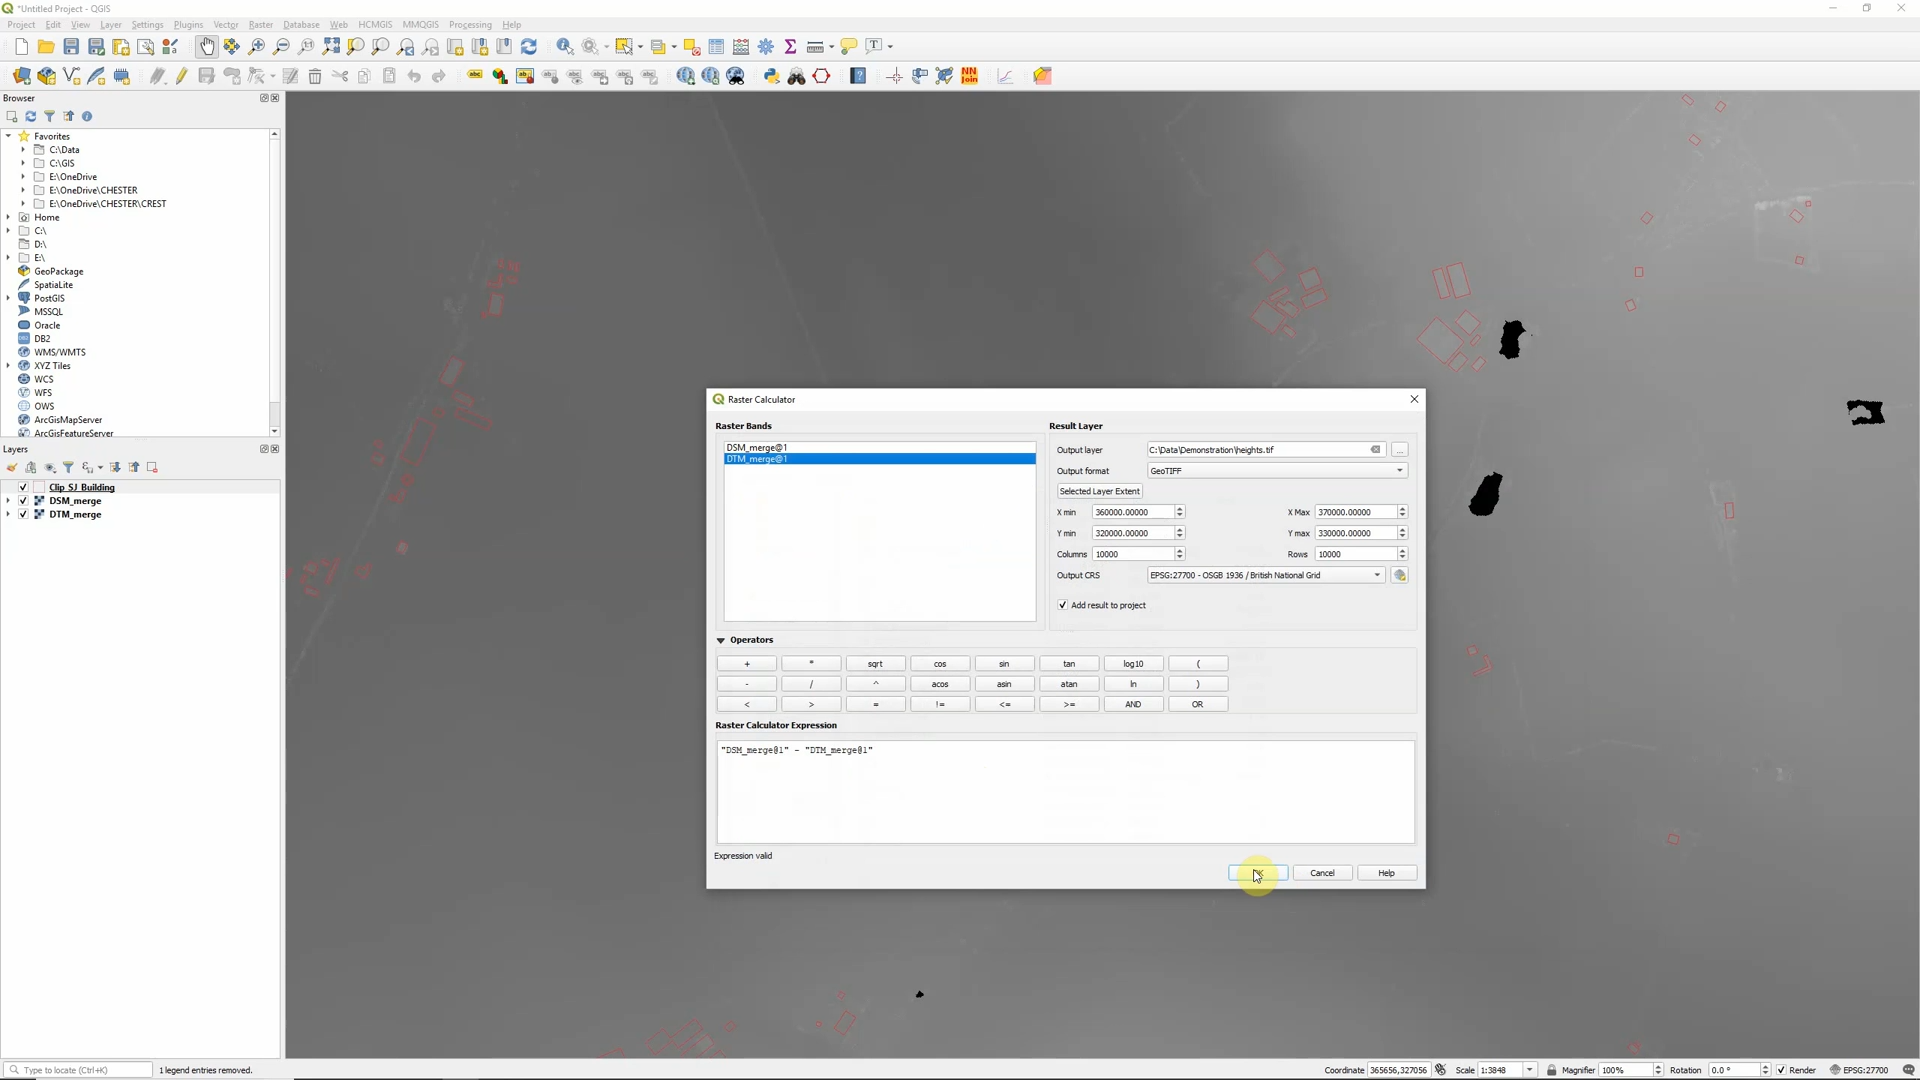 *Untitled Project - QGIS
Project Edit View Layer Settings Plugins Vector Raster Database Web HCMGIS MMQGIS Processing Help
Browser
Favorites
C:\Data
C:\GIS
E:\OneDrive
E:\OneDrive\CHESTER
E:\OneDrive\CHESTER\CREST
Home
C:\
D:\
E:\
GeoPackage
SpatiaLite
PostGIS
MSSQL
Oracle
DB2
WMS/WMTS
XYZ Tiles
WCS
WFS
OWS
ArcGisMapServer
ArcGisFeatureServer
Layers
Clip_SJ_Building
DSM_merge
DTM_merge
Raster Calculator
Raster Bands
DSM_merge@1
DTM_merge@1
Result Layer
Output layer C:\Data\Demonstration\heights.tif ...
Output format GeoTIFF
Selected Layer Extent
X min 360000.00000 X Max 370000.00000
Y min 320000.00000 Y max 330000.00000
Columns 10000 Rows 10000
Output CRS EPSG:27700 - OSGB 1936 / British National Grid
Add result to project
Operators
+ * sqrt cos sin tan log10 (
- / ^ acos asin atan ln )
< > = != <= >= AND OR
Raster Calculator Expression
"DSM_merge@1" - "DTM_merge@1"
Expression valid
Cancel Help
Type to locate (Ctrl+K) 1 legend entries removed. Coordinate 365656,327056 Scale 1:3848 Magnifier 100% Rotation 0.0 ° Render EPSG:27700